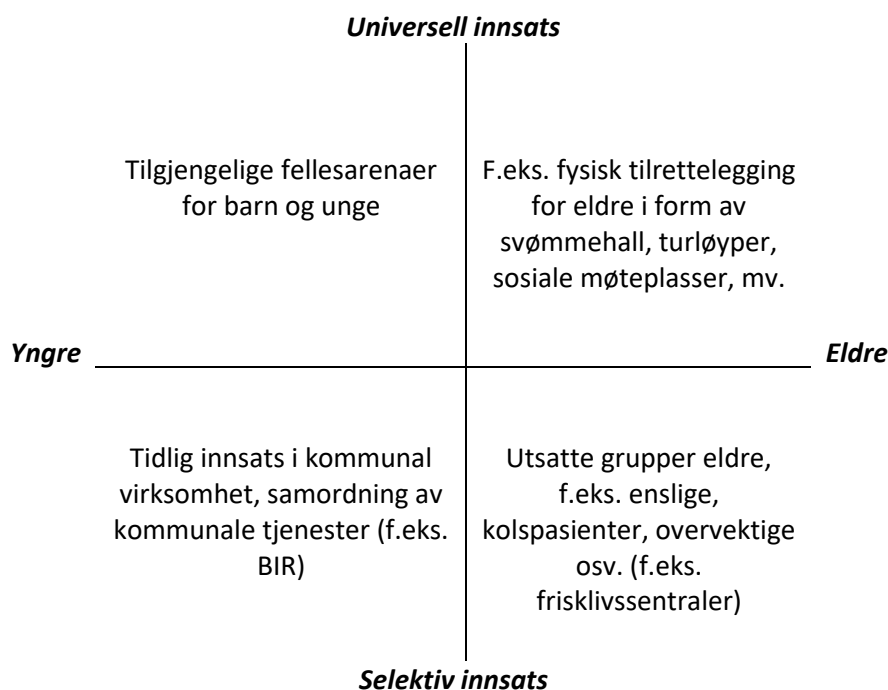 Universell innsats
Tilgjengelige fellesarenaer
for barn og unge
F.eks. fysisk tilrettelegging
for eldre i form av
svømmehall, turløyper,
sosiale møteplasser, mv.
Yngre
Eldre
Tidlig innsats i kommunal
virksomhet, samordning av
kommunale tjenester (f.eks.
BIR)
Utsatte grupper eldre,
f.eks. enslige,
kolspasienter, overvektige
osv. (f.eks.
frisklivssentraler)
Selektiv innsats